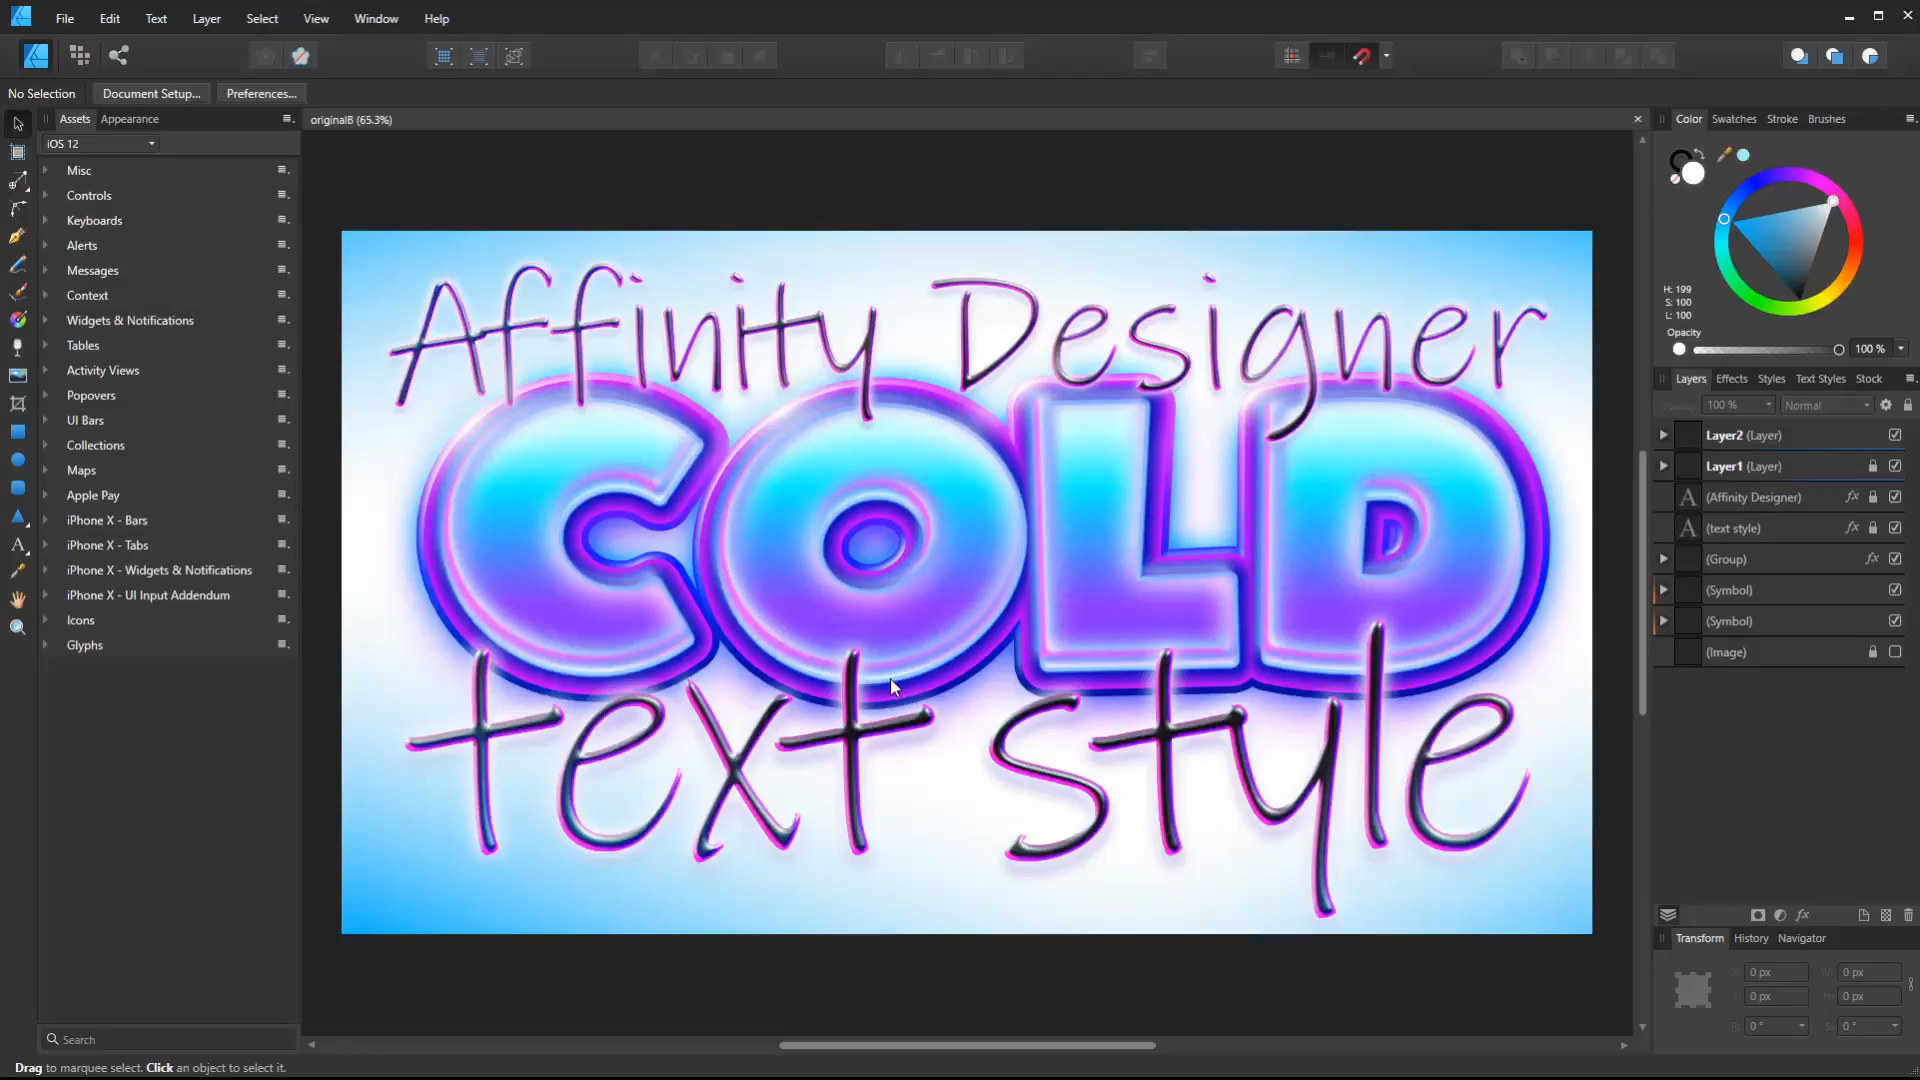 File Edit Text Layer Select View Window Help
No Selection Document Setup... Preferences...
Assets Appearance
originalB (65.3%)
Color Swatches Stroke Brushes
iOS 12
Misc
Controls
Keyboards
Alerts
Messages
Context
Widgets & Notifications
Tables
Activity Views
Popovers
UI Bars
Collections
Maps
Apple Pay
iPhone X - Bars
iPhone X - Tabs
iPhone X - Widgets & Notifications
iPhone X - UI Input Addendum
Icons
Glyphs
Search
Affinity Designer
COLD
text style
H: 199
S: 100
L: 100
Opacity
100 %
Layers Effects Styles Text Styles Stock
100 % Normal
Layer2 (Layer)
Layer1 (Layer)
A (Affinity Designer) fx
A (text style) fx
(Group) fx
(Symbol)
(Symbol)
(Image)
fx
Transform History Navigator
0 px 0 px
0 px 0 px
0 ° 0 °
Drag to marquee select. Click an object to select it.